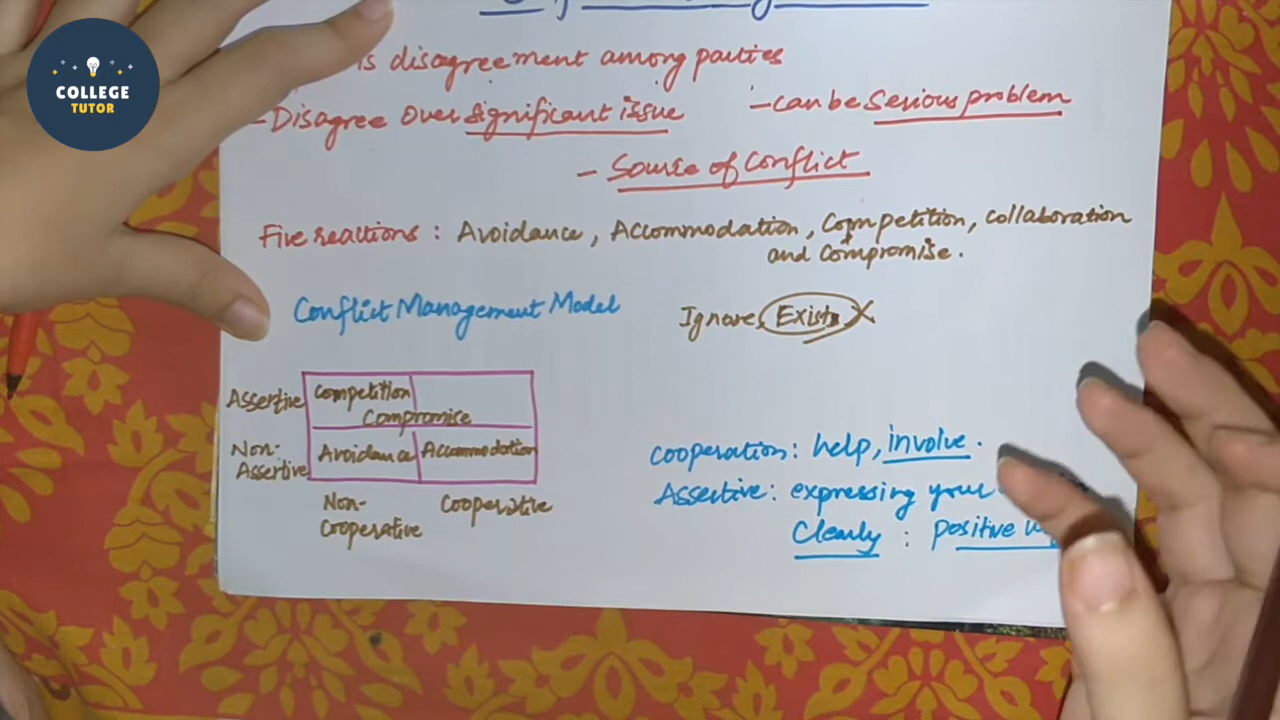 COLLEGE
TUTOR
is disagreement among parties
- Disagree Over significant issue
- can be Serious problem
- Source of Conflict
Five reactions : Avoidance, Accommodation, Competition, collaboration
and Compromise.
Conflict Management Model
Ignore, Exists X
Assertive
Competition
Compromise
Non-
Assertive
Avoidance
Accommodation
Non-
Cooperative
Cooperative
cooperation: help, involve.
Assertive: expressing your
Clearly : positive